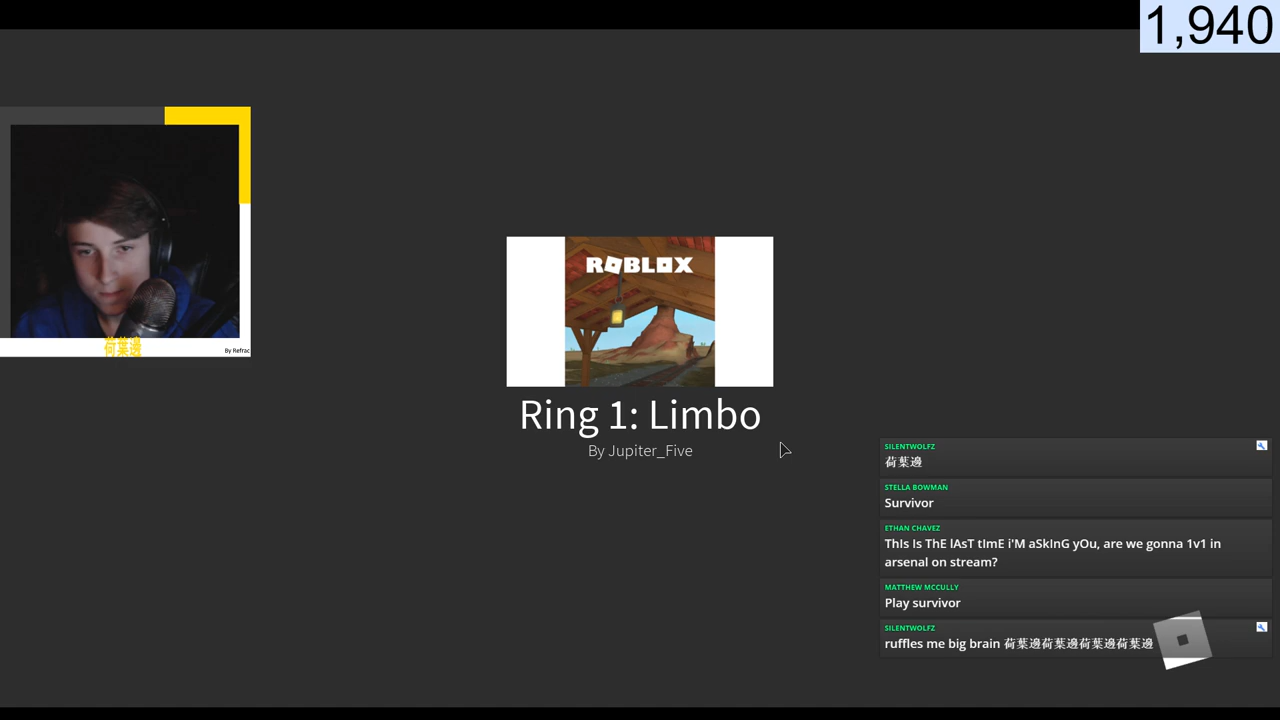 1,940
荷葉邊
By Refrac
ROBLOX
Ring 1: Limbo
By Jupiter_Five
SILENTWOLFZ
荷葉邊
STELLA BOWMAN
Survivor
ETHAN CHAVEZ
ThIs Is ThE lAsT tImE i'M aSkInG yOu, are we gonna 1v1 in
arsenal on stream?
MATTHEW MCCULLY
Play survivor
SILENTWOLFZ
ruffles me big brain 荷葉邊荷葉邊荷葉邊荷葉邊